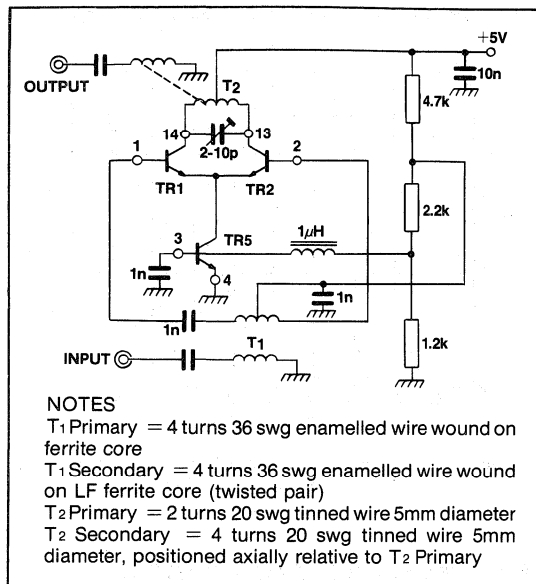 +5V
OUTPUT
T2
10n
4.7k
14
13
1
2-10p
2
TR1
TR2
2.2k
1μH
3
TR5
1n
4
1n
1n
T1
1.2k
INPUT
NOTES
T1 Primary = 4 turns 36 swg enamelled wire wound on
ferrite core
T1 Secondary = 4 turns 36 swg enamelled wire wound
on LF ferrite core (twisted pair)
T2 Primary = 2 turns 20 swg tinned wire 5mm diameter
T2 Secondary = 4 turns 20 swg tinned wire 5mm
diameter, positioned axially relative to T2 Primary